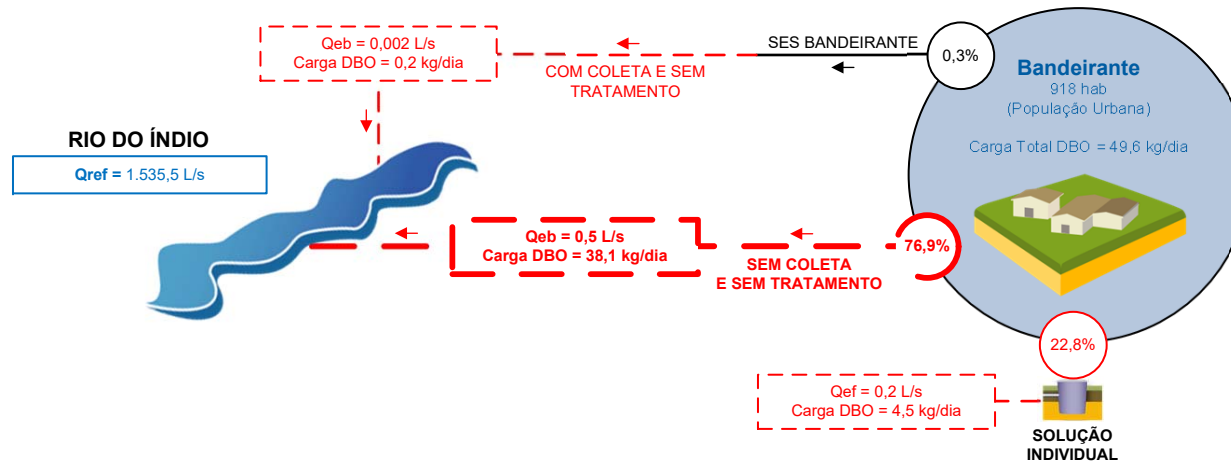 Qeb = 0,002 L/s
Carga DBO = 0,2 kg/dia
COM COLETA E SEM
TRATAMENTO
SES BANDEIRANTE
0,3%
Bandeirante
918 hab
(População Urbana)
Carga Total DBO = 49,6 kg/dia
RIO DO ÍNDIO
Qref = 1.535,5 L/s
Qeb = 0,5 L/s
Carga DBO = 38,1 kg/dia
SEM COLETA
E SEM TRATAMENTO
76,9%
22,8%
Qef = 0,2 L/s
Carga DBO = 4,5 kg/dia
SOLUÇÃO
INDIVIDUAL